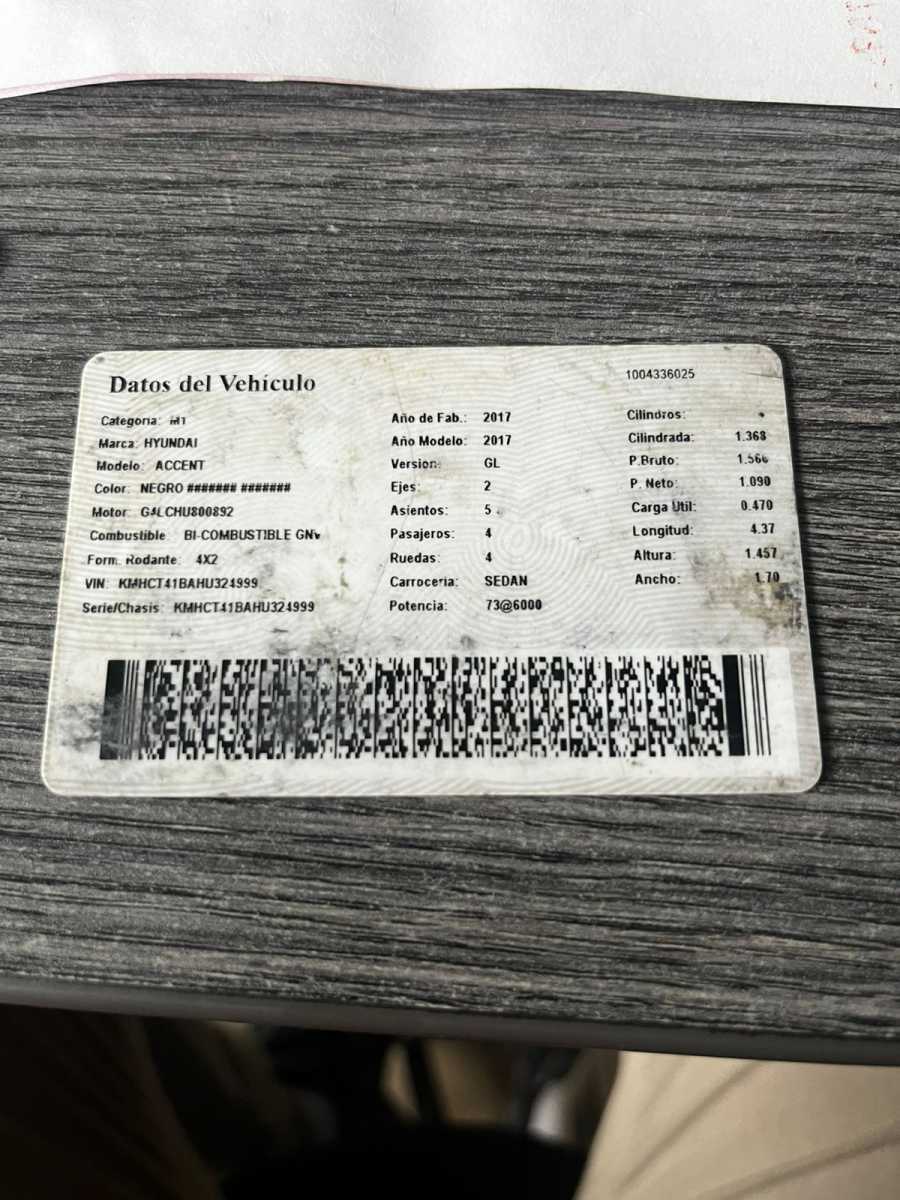 Datos del Vehículo 1004336025
Categoria: M1 Año de Fab.: 2017 Cilindros:
Marca: HYUNDAI Año Modelo: 2017 Cilindrada: 1.368
Modelo: ACCENT Version: GL P.Bruto: 1.560
Color: NEGRO ####### ####### Ejes: 2 P. Neto: 1.090
Motor: G4LCHU800892 Asientos: 5 Carga Útil: 0.470
Combustible: BI-COMBUSTIBLE GNV Pasajeros: 4 Longitud: 4.37
Form. Rodante: 4X2 Ruedas: 4 Altura: 1.457
VIN: KMHCT41BAHU324999 Carroceria: SEDAN Ancho: 1.70
Serie/Chasis: KMHCT41BAHU324999 Potencia: 73@6000